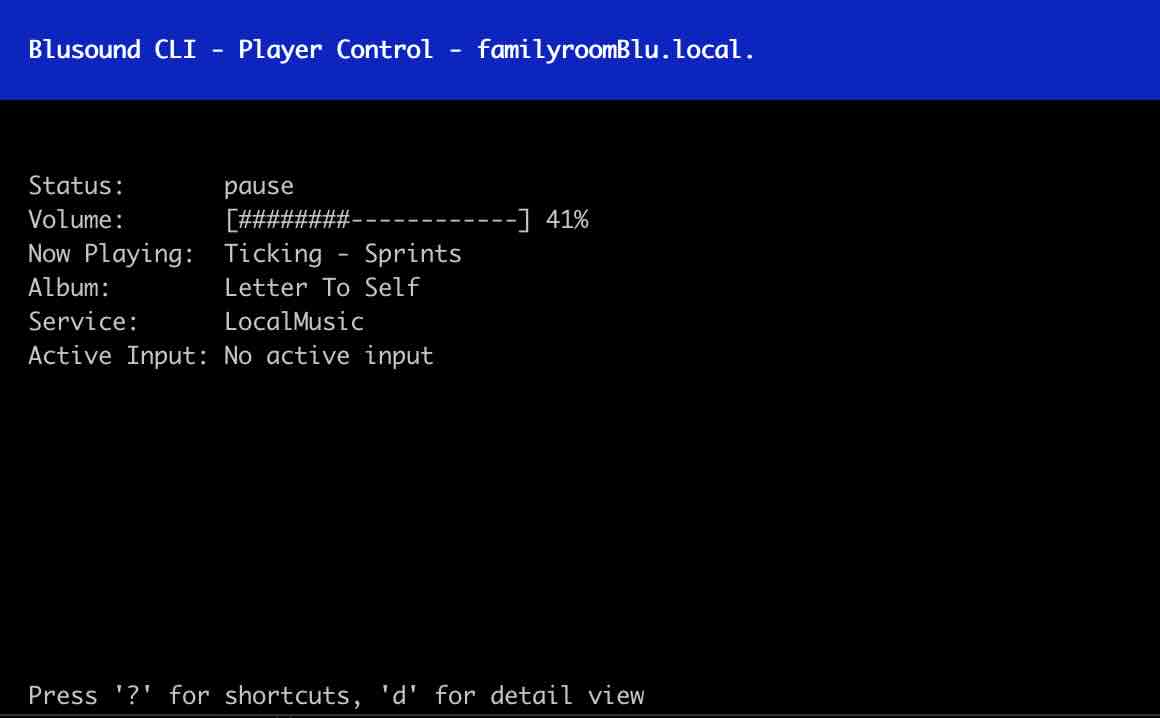 Blusound CLI - Player Control - familyroomBlu.local.
Status:       pause
Volume:       [########------------] 41%
Now Playing:  Ticking - Sprints
Album:        Letter To Self
Service:      LocalMusic
Active Input: No active input
Press '?' for shortcuts, 'd' for detail view